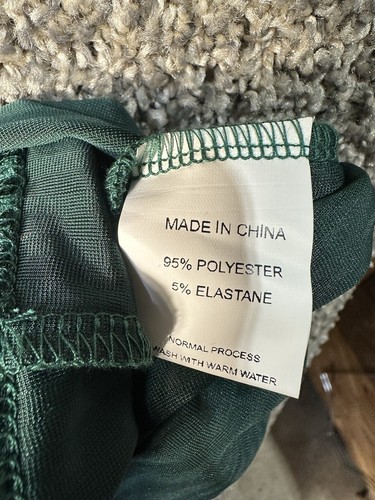 MADE IN CHINA
95% POLYESTER
5% ELASTANE
NORMAL PROCESS
WASH WITH WARM WATER